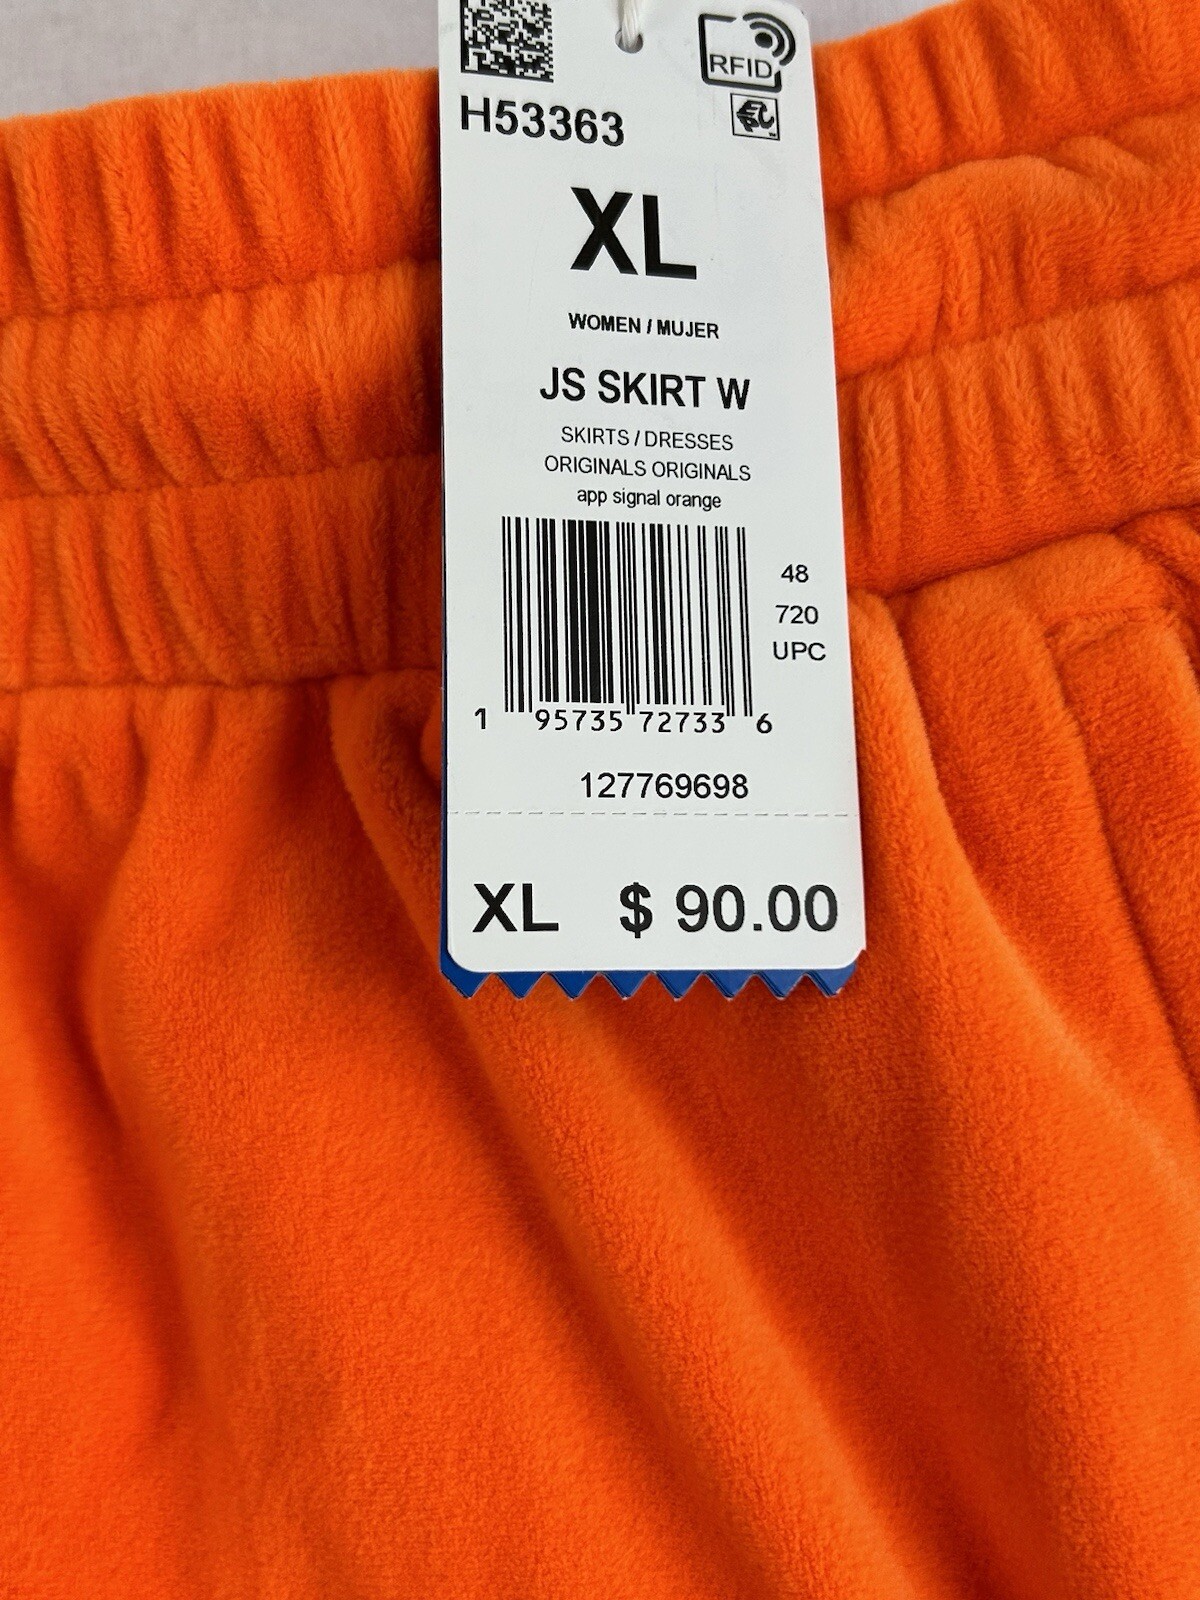 RFID
EPC
H53363
XL
WOMEN / MUJER
JS SKIRT W
SKIRTS / DRESSES
ORIGINALS ORIGINALS
app signal orange
48
720
UPC
1 95735 72733 6
127769698
XL $ 90.00